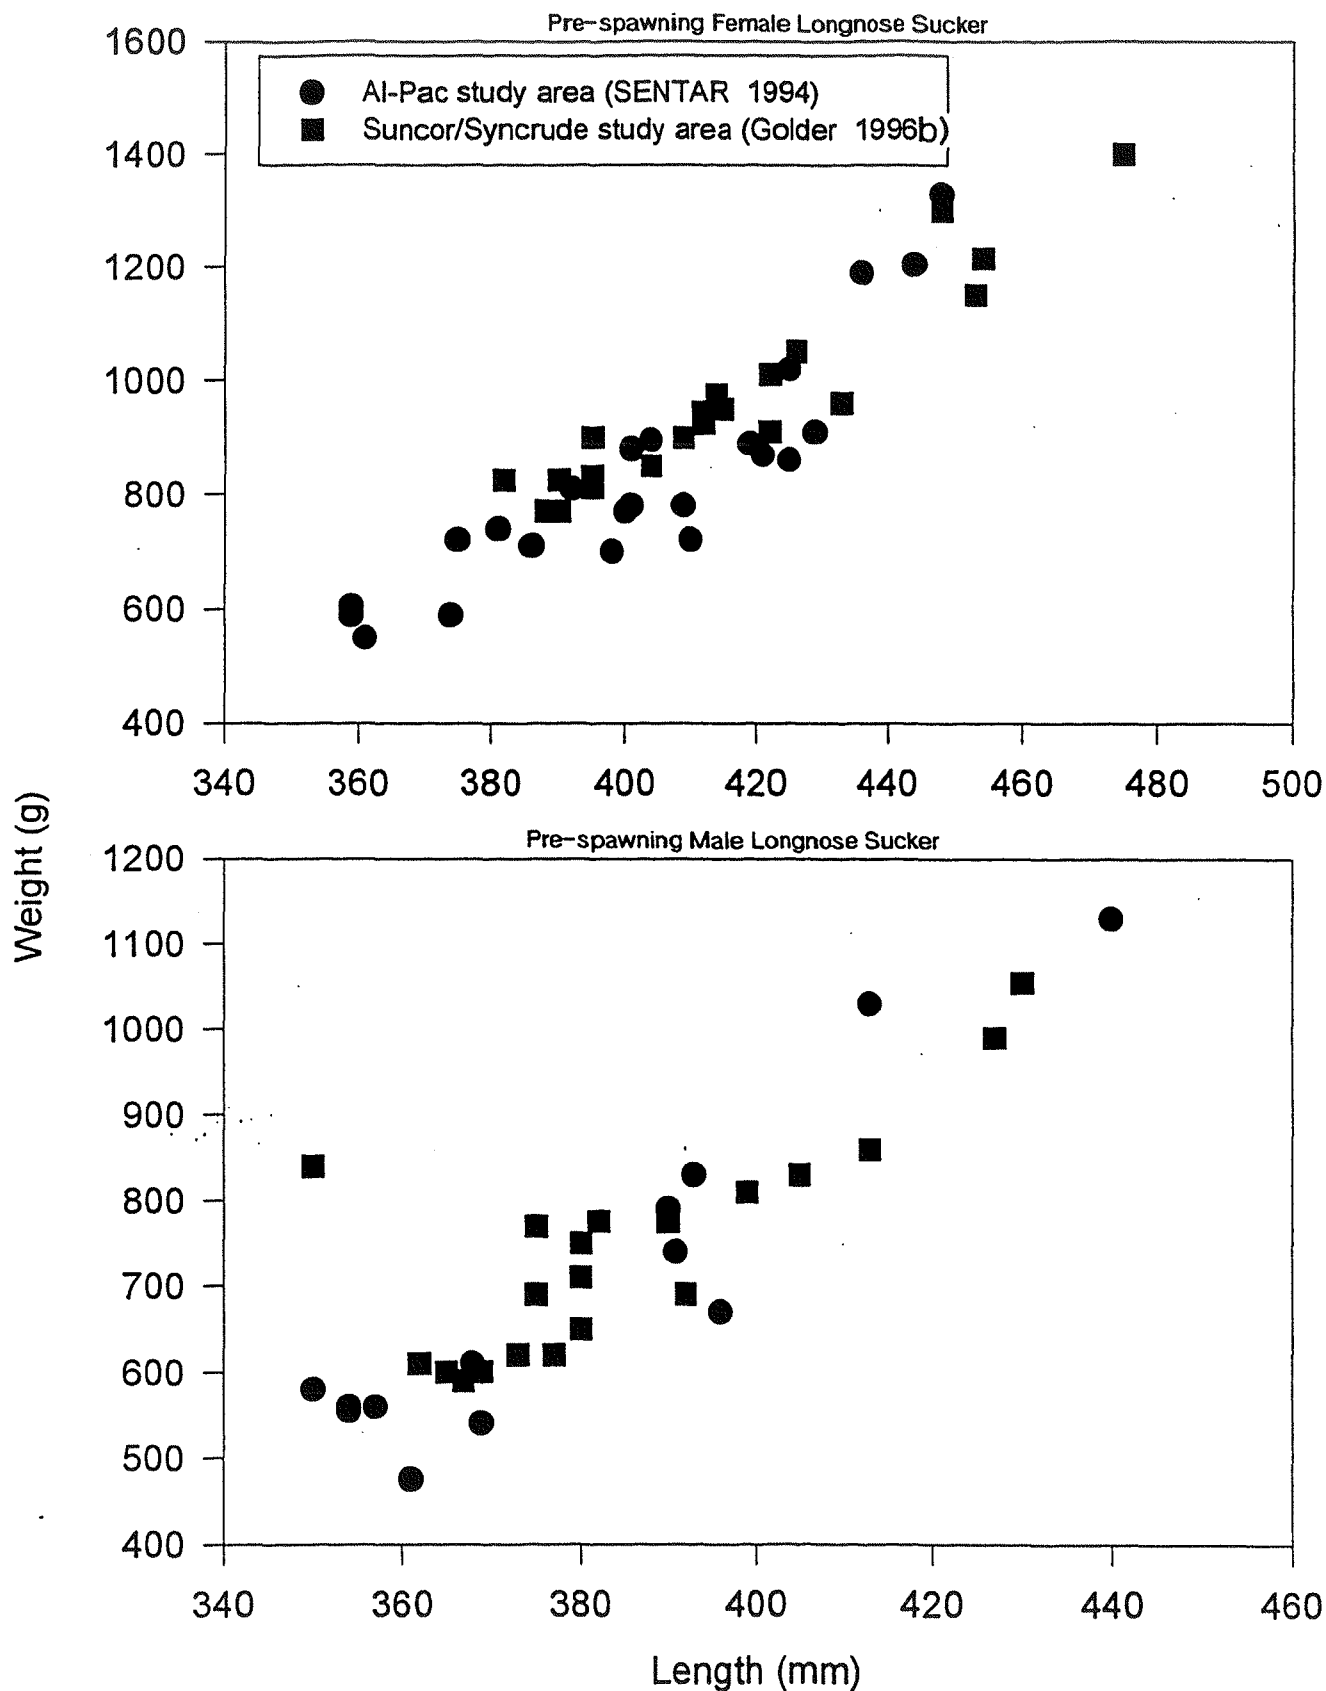 Pre-spawning Female Longnose Sucker
1600
1400
1200
1000
800
600
400
Al-Pac study area (SENTAR 1994)
Suncor/Syncrude study area (Golder 1996b)
340 360 380 400 420 440 460 480 500
Weight (g)
Pre-spawning Male Longnose Sucker
1200
1100
1000
900
800
700
600
500
400
340 360 380 400 420 440 460
Length (mm)